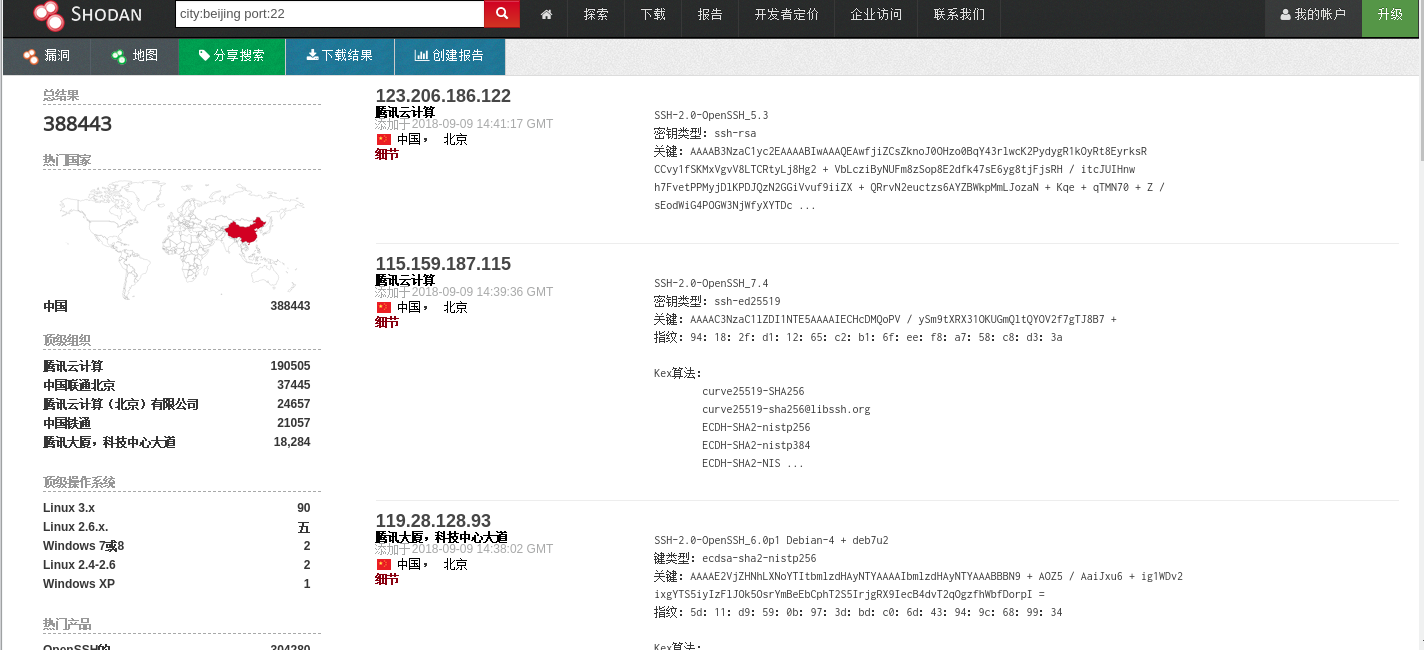 SHODAN
city:beijing port:22
探索
下载
报告
开发者定价
企业访问
联系我们
我的帐户
升级
漏洞
地图
分享搜索
下载结果
创建报告
总结果
388443
热门国家
中国 388443
顶级组织
腾讯云计算 190505
中国联通北京 37445
腾讯云计算（北京）有限公司 24657
中国铁通 21057
腾讯大厦，科技中心大道 18,284
顶级操作系统
Linux 3.x 90
Linux 2.6.x. 五
Windows 7或8 2
Linux 2.4-2.6 2
Windows XP 1
热门产品
OpenSSH的 304280
123.206.186.122
腾讯云计算
添加于2018-09-09 14:41:17 GMT
中国， 北京
细节
SSH-2.0-OpenSSH_5.3
密钥类型：ssh-rsa
关键：AAAAB3NzaC1yc2EAAAABIwAAAQEAwfjiZCsZknoJ0OHzo0BqY43rlwcK2PydygR1kOyRt8EyrksR
CCvy1fSKMxVgvV8LTCRtyLj8Hg2 + VbLcziByNUFm8zSop8E2dfk47sE6yg8tjFjsRH / itcJUIHnw
h7FvetPPMyjDlKPDJQzN2GGiVvuf9iiZX + QRrvN2euctzs6AYZBWkpMmLJozaN + Kqe + qTMN70 + Z /
sEodWiG4POGW3NjWfyXYTDc ...
115.159.187.115
腾讯云计算
添加于2018-09-09 14:39:36 GMT
中国， 北京
细节
SSH-2.0-OpenSSH_7.4
密钥类型：ssh-ed25519
关键：AAAAC3NzaC1lZDI1NTE5AAAAIECHcDMQoPV / ySm9tXRX31OKUGmQltQYOV2f7gTJ8B7 +
指纹：94：18：2f：d1：12：65：c2：b1：6f：ee：f8：a7：58：c8：d3：3a
Kex算法：
curve25519-SHA256
curve25519-sha256@libssh.org
ECDH-SHA2-nistp256
ECDH-SHA2-nistp384
ECDH-SHA2-NIS ...
119.28.128.93
腾讯大厦，科技中心大道
添加于2018-09-09 14:38:02 GMT
中国， 北京
细节
SSH-2.0-OpenSSH_6.0p1 Debian-4 + deb7u2
键类型：ecdsa-sha2-nistp256
关键：AAAAE2VjZHNhLXNoYTItbmlzdHAyNTYAAAAIbmlzdHAyNTYAAABBBN9 + AOZ5 / AaiJxu6 + ig1WDv2
ixgYTS5iyIzFlJOk5OsrYmBeEbCphT2S5IrjgRX9IecB4dvT2qOgzfhWbfDorpI =
指纹：5d：11：d9：59：0b：97：3d：bd：c0：6d：43：94：9c：68：99：34
Kex算法：